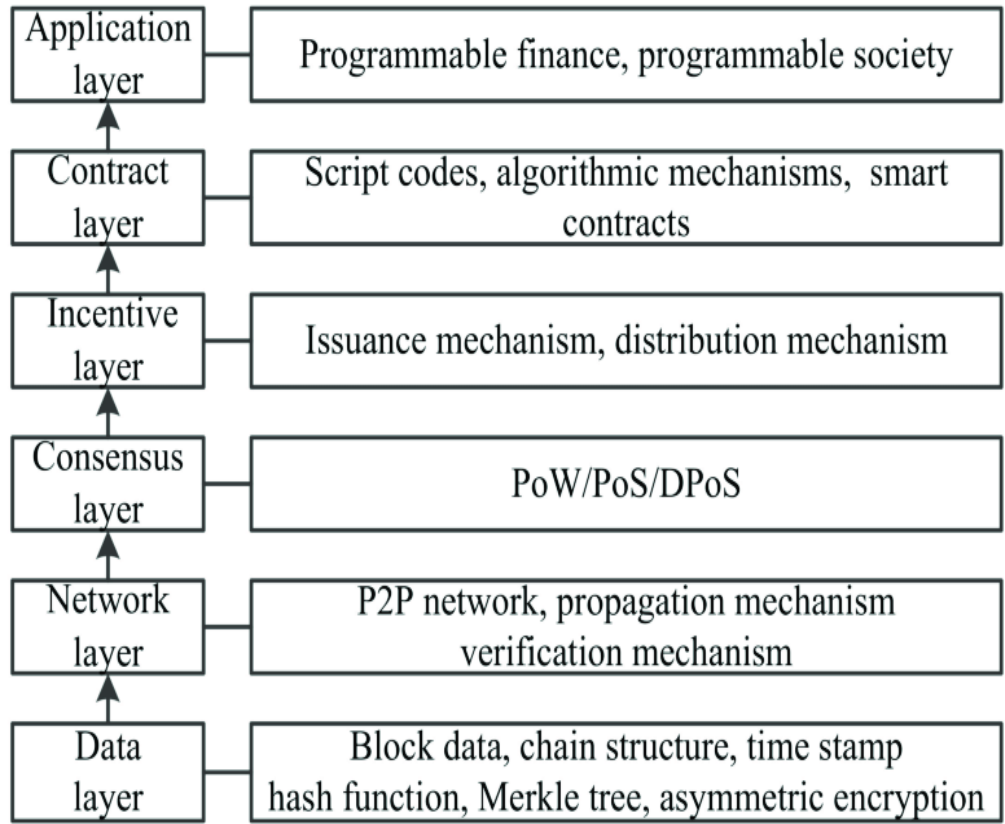 Application
layer
Programmable finance, programmable society
Contract
layer
Script codes, algorithmic mechanisms, smart
contracts
Incentive
layer
Issuance mechanism, distribution mechanism
Consensus
layer
PoW/PoS/DPoS
Network
layer
P2P network, propagation mechanism
verification mechanism
Data
layer
Block data, chain structure, time stamp
hash function, Merkle tree, asymmetric encryption